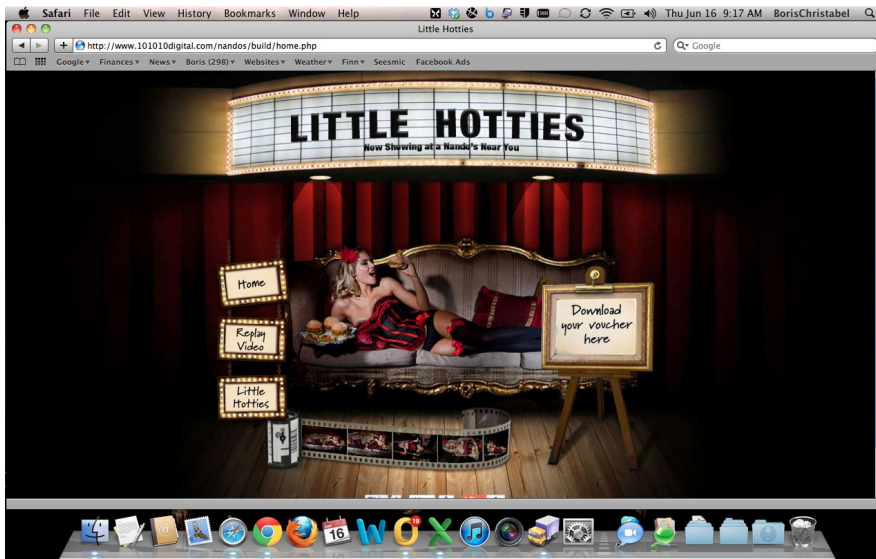 Safari File Edit View History Bookmarks Window Help Thu Jun 16 9:17 AM BorisChristabel
Little Hotties
http://www.101010digital.com/nandos/build/home.php
Google
Google Finances News Boris (298) Websites Weather Finn Seesmic Facebook Ads
LITTLE HOTTIES
Now Showing at a Nando's Near You
Home
Replay
Video
Little
Hotties
Download
your voucher
here
19
JUN
16